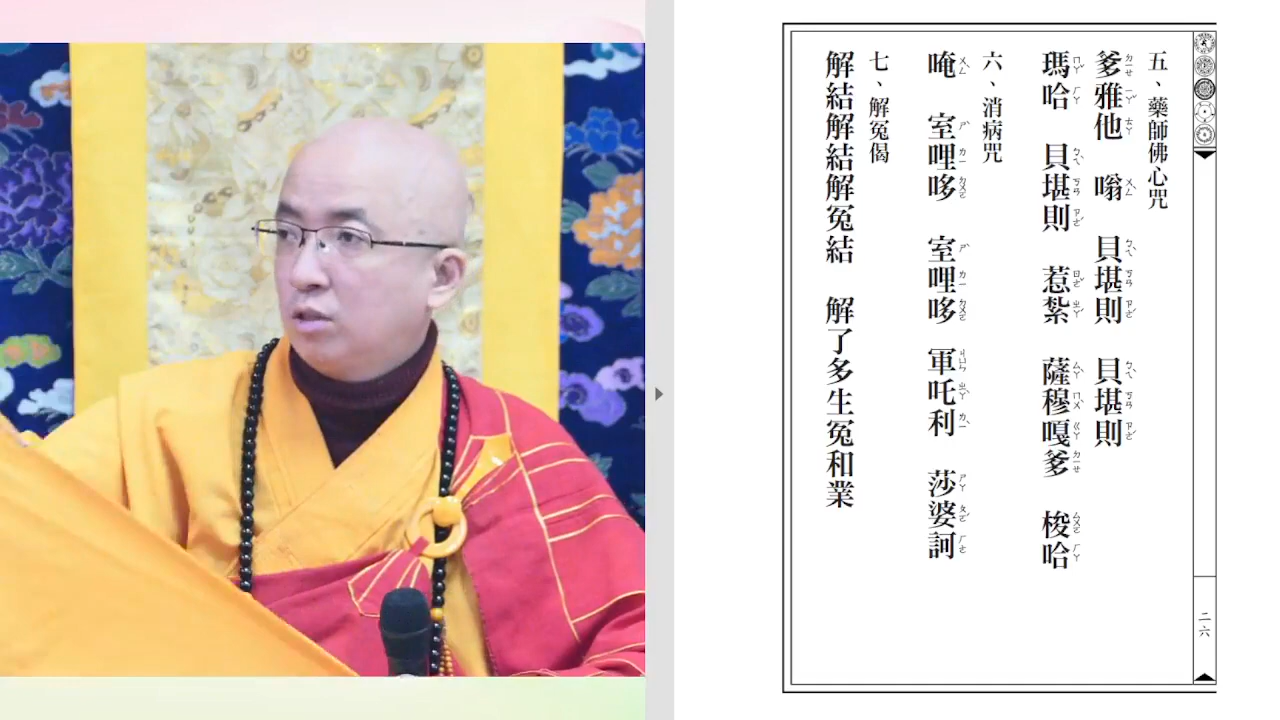 五、藥師佛心咒
爹雅他　嗡　貝堪則　貝堪則
瑪哈　貝堪則　惹紮　薩穆嘎爹　梭哈
六、消病咒
唵　室哩哆　室哩哆　軍吒利　莎婆訶
七、解冤偈
解結解結解冤結　解了多生冤和業
二六